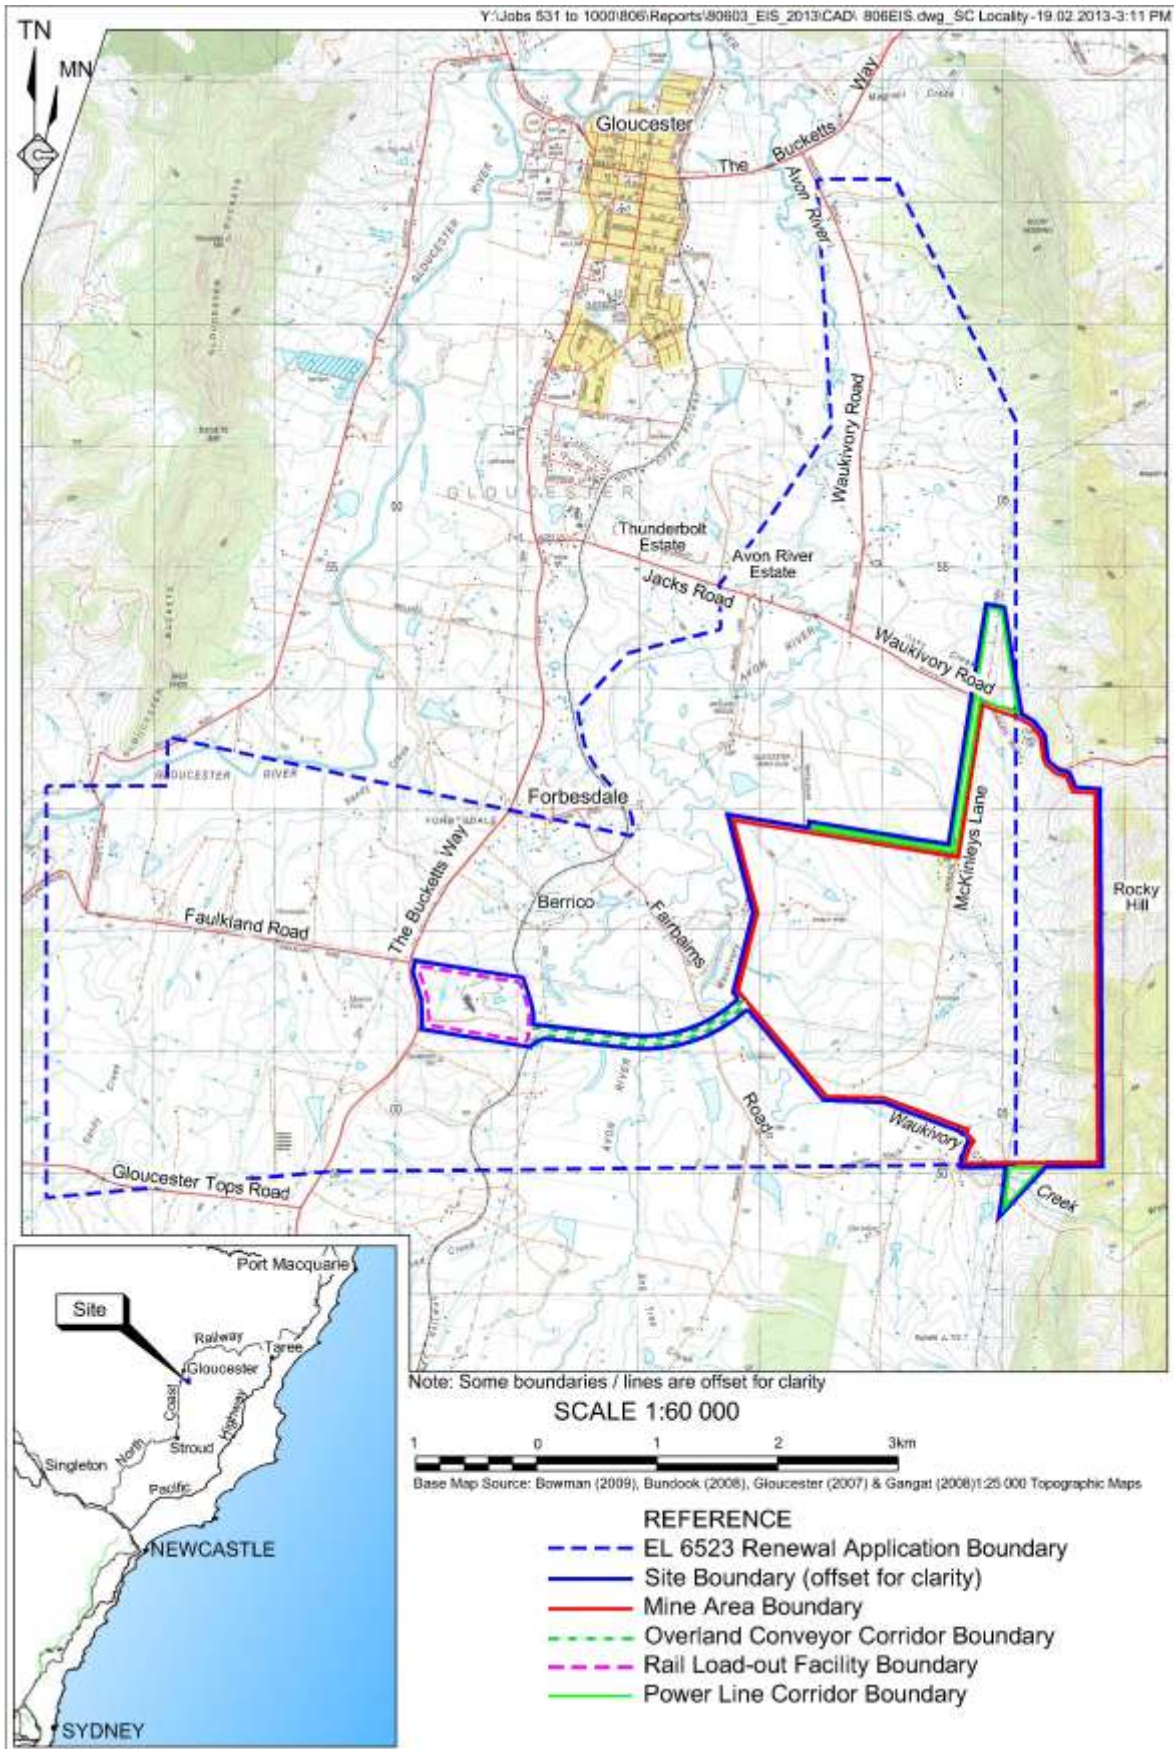 Y:\Jobs 531 to 1000\806\Reports\80603_EIS_2013\CAD\ 806EIS.dwg_SC Locality-19.02.2013-3:11 PM
TN
MN
Gloucester
The Bucketts Way
Avon River
GLOUCESTER RIVER
Waukivory Road
GLOUCESTER
Thunderbolt
Estate
Avon River
Estate
Jacks Road
AVON RIVER
Waukivory Road
GLOUCESTER RIVER
Forbesdale
FORBESDALE
McKinleys Lane
The Bucketts Way
Berrico
Rocky
Hill
Faulkland Road
Fairbairns
Road
AVON RIVER
Waukivory
Creek
Gloucester Tops Road
Port Macquarie
Site
Railway
Taree
Gloucester
Coast
Highway
North
Stroud
Singleton
Pacific
NEWCASTLE
SYDNEY
Note: Some boundaries / lines are offset for clarity
SCALE 1:60 000
1 0 1 2 3km
Base Map Source: Bowman (2009), Bundook (2008), Gloucester (2007) & Gangat (2008)1:25 000 Topographic Maps
REFERENCE
EL 6523 Renewal Application Boundary
Site Boundary (offset for clarity)
Mine Area Boundary
Overland Conveyor Corridor Boundary
Rail Load-out Facility Boundary
Power Line Corridor Boundary